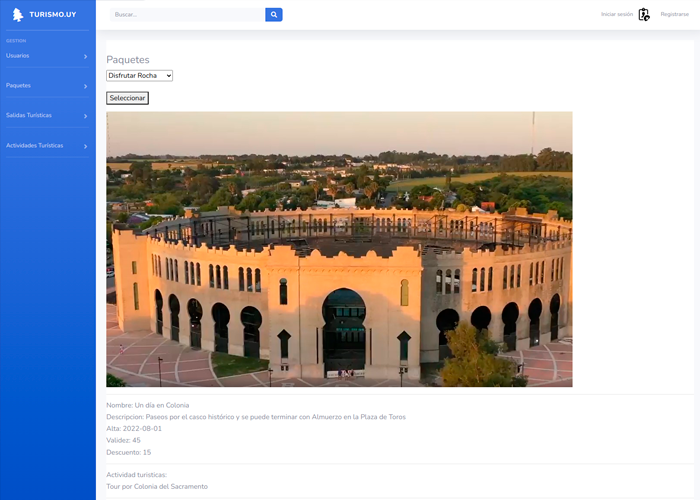 TURISMO.UY
Buscar...
Iniciar sesión
Registrarse
GESTION
Usuarios
Paquetes
Salidas Turísticas
Actividades Turísticas
Paquetes
Disfrutar Rocha
Seleccionar
Nombre: Un día en Colonia
Descripcion: Paseos por el casco histórico y se puede terminar con Almuerzo en la Plaza de Toros
Alta: 2022-08-01
Validez: 45
Descuento: 15
Actividad turisticas:
Tour por Colonia del Sacramento